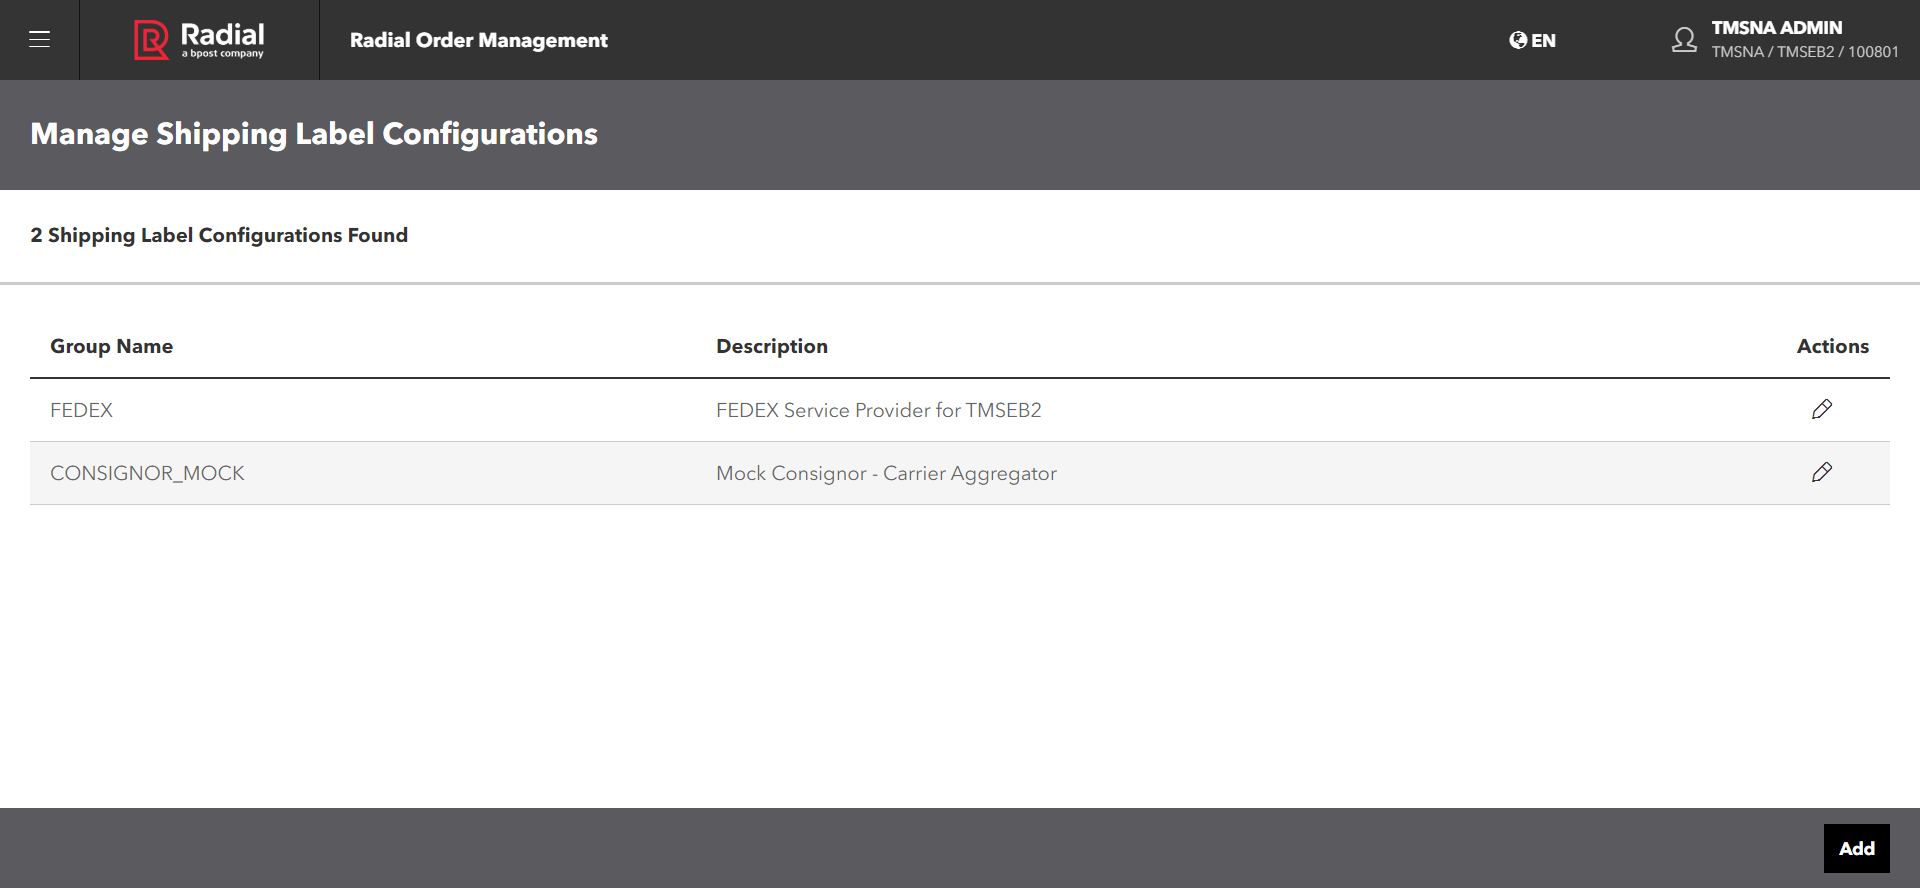 Radial
a bpost company
Radial Order Management
EN
TMSNA ADMIN
TMSNA / TMSEB2 / 100801
Manage Shipping Label Configurations
2 Shipping Label Configurations Found
Group Name Description Actions
FEDEX FEDEX Service Provider for TMSEB2
CONSIGNOR_MOCK Mock Consignor - Carrier Aggregator
Add